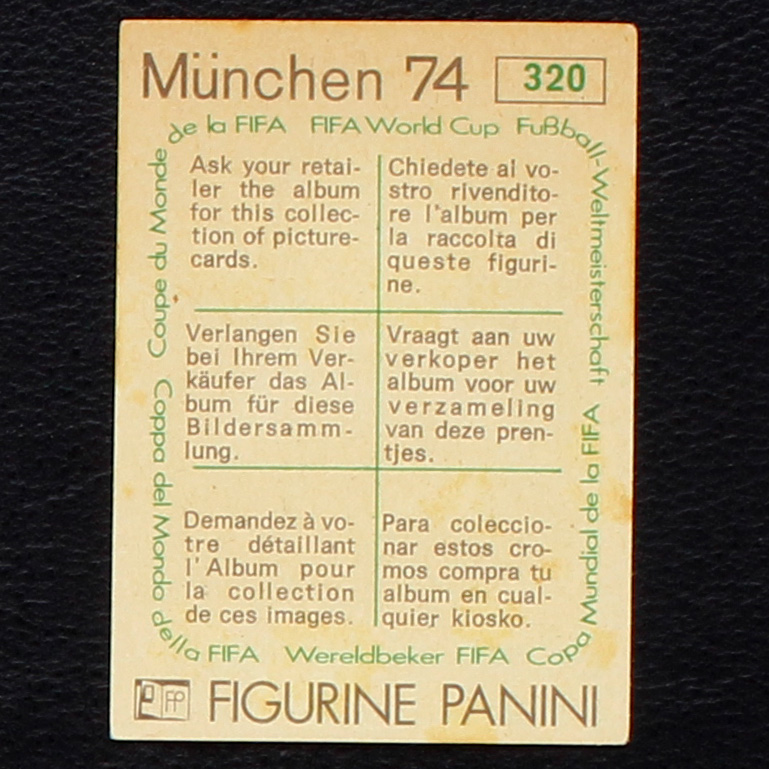 München 74
320
Coupe du Monde de la FIFA
FIFA World Cup
Fußball-Weltmeisterschaft
Ask your retai-
ler the album
for this collec-
tion of picture-
cards.
Chiedete al vo-
stro rivendito-
re l'album per
la raccolta di
queste figuri-
ne.
Verlangen Sie
bei Ihrem Ver-
käufer das Al-
bum für diese
Bildersamm-
lung.
Vraagt aan uw
verkoper het
album voor uw
verzameling
van deze pren-
tjes.
Demandez à vo-
tre détaillant
l'Album pour
la collection
de ces images.
Para coleccio-
nar estos cro-
mos compra tu
album en cual-
quier kiosko.
Coppa del Mondo della FIFA
Wereldbeker FIFA
Copa Mundial de la FIFA
FP
FIGURINE PANINI